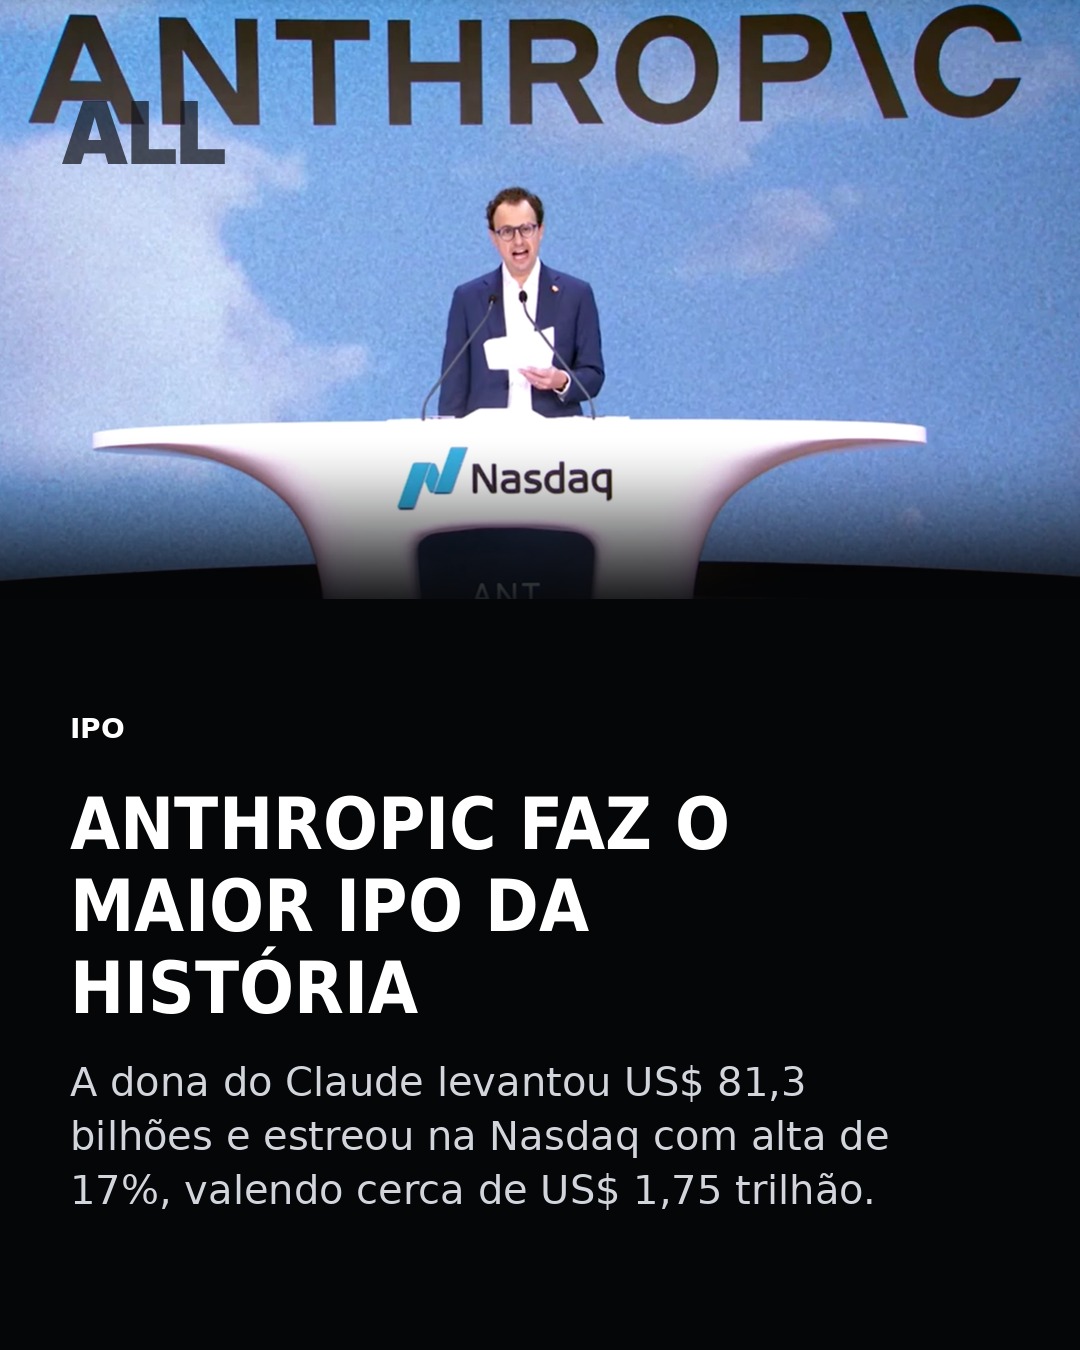 ANTHROP\C
ALL
Nasdaq
ANT
IPO
ANTHROPIC FAZ O
MAIOR IPO DA
HISTÓRIA
A dona do Claude levantou US$ 81,3
bilhões e estreou na Nasdaq com alta de
17%, valendo cerca de US$ 1,75 trilhão.